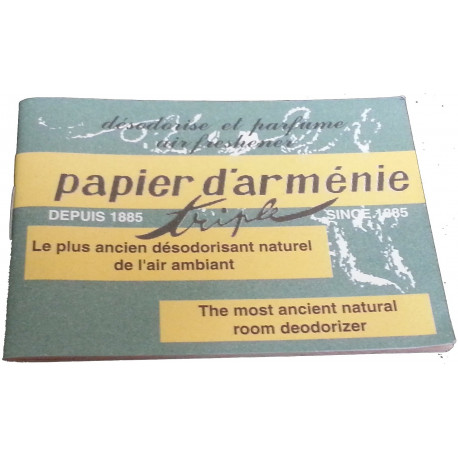 désodorise et parfume
air freshener
papier d'arménie
DEPUIS 1885 triple SINCE 1885
Le plus ancien désodorisant naturel
de l'air ambiant
The most ancient natural
room deodorizer